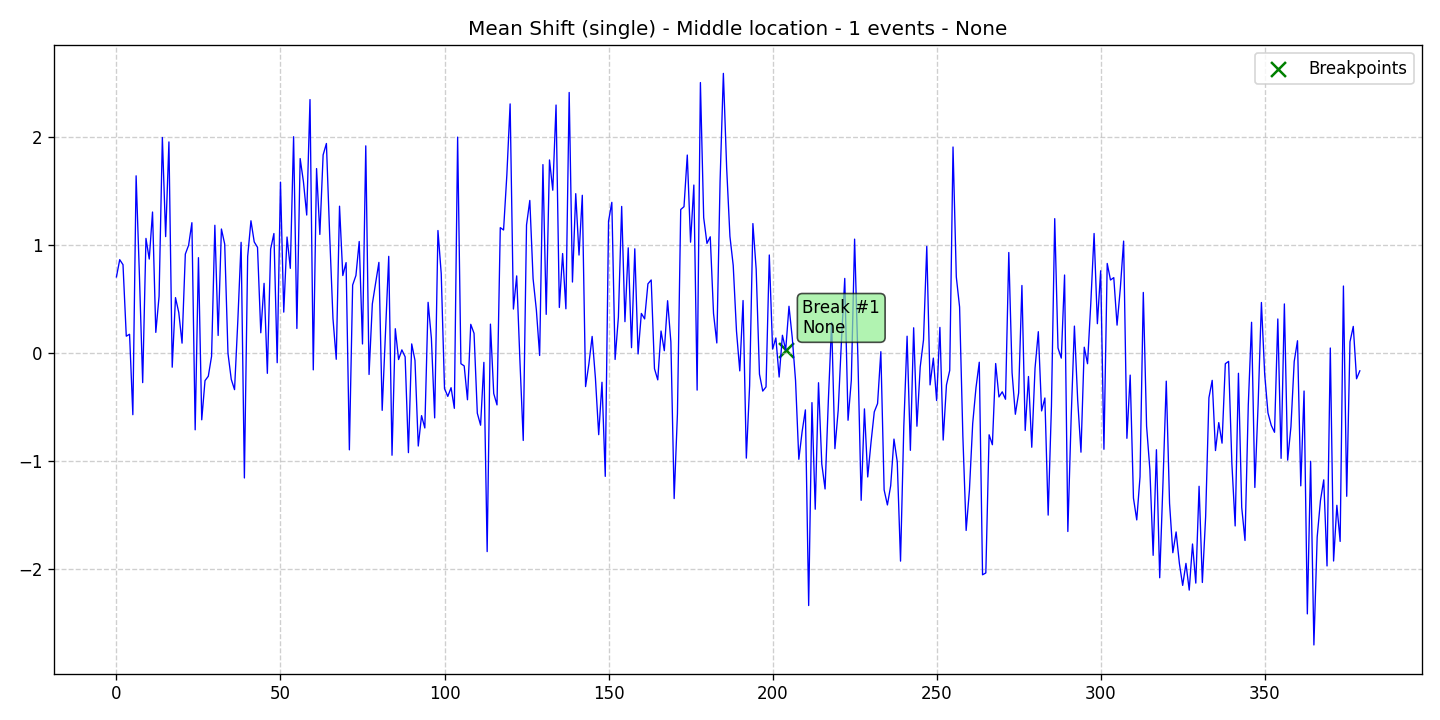 Mean Shift (single) - Middle location - 1 events - None
Breakpoints
Break #1
None
2
1
0
−1
−2
0 50 100 150 200 250 300 350